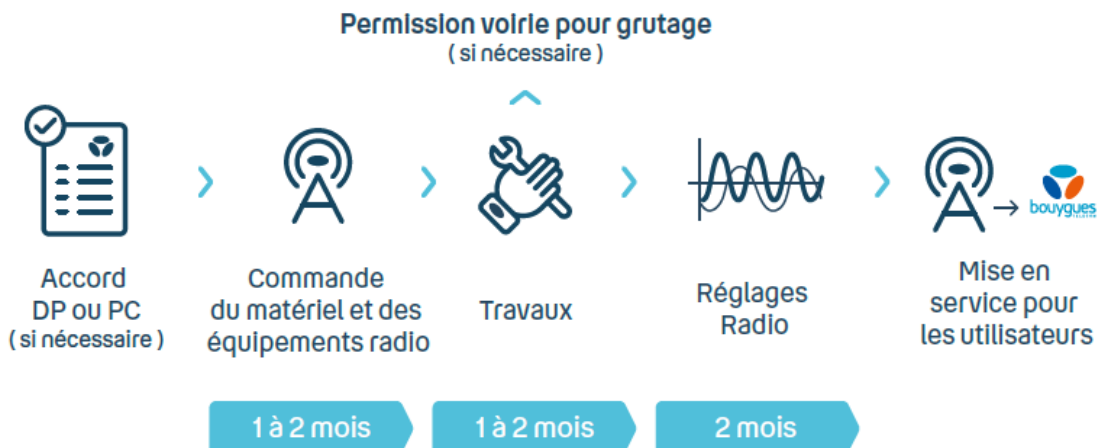 Permission voirie pour grutage
( si nécessaire )
bouygues
TELECOM
Accord
DP ou PC
( si nécessaire )
Commande
du matériel et des
équipements radio
Travaux
Réglages
Radio
Mise en
service pour
les utilisateurs
1 à 2 mois
1 à 2 mois
2 mois